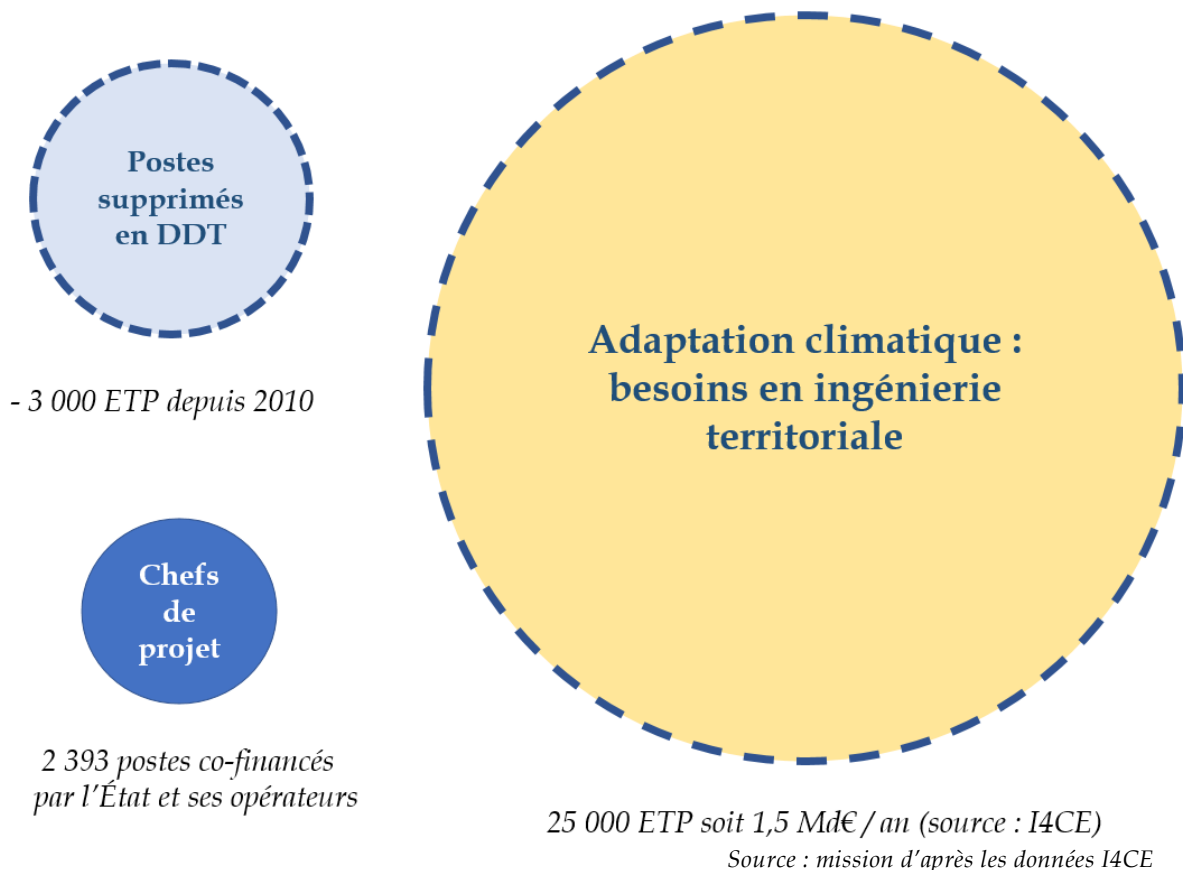 Postes
supprimés
en DDT
- 3 000 ETP depuis 2010
Chefs
de
projet
2 393 postes co-financés
par l’État et ses opérateurs
Adaptation climatique :
besoins en ingénierie
territoriale
25 000 ETP soit 1,5 Md€ / an (source : I4CE)
Source : mission d’après les données I4CE